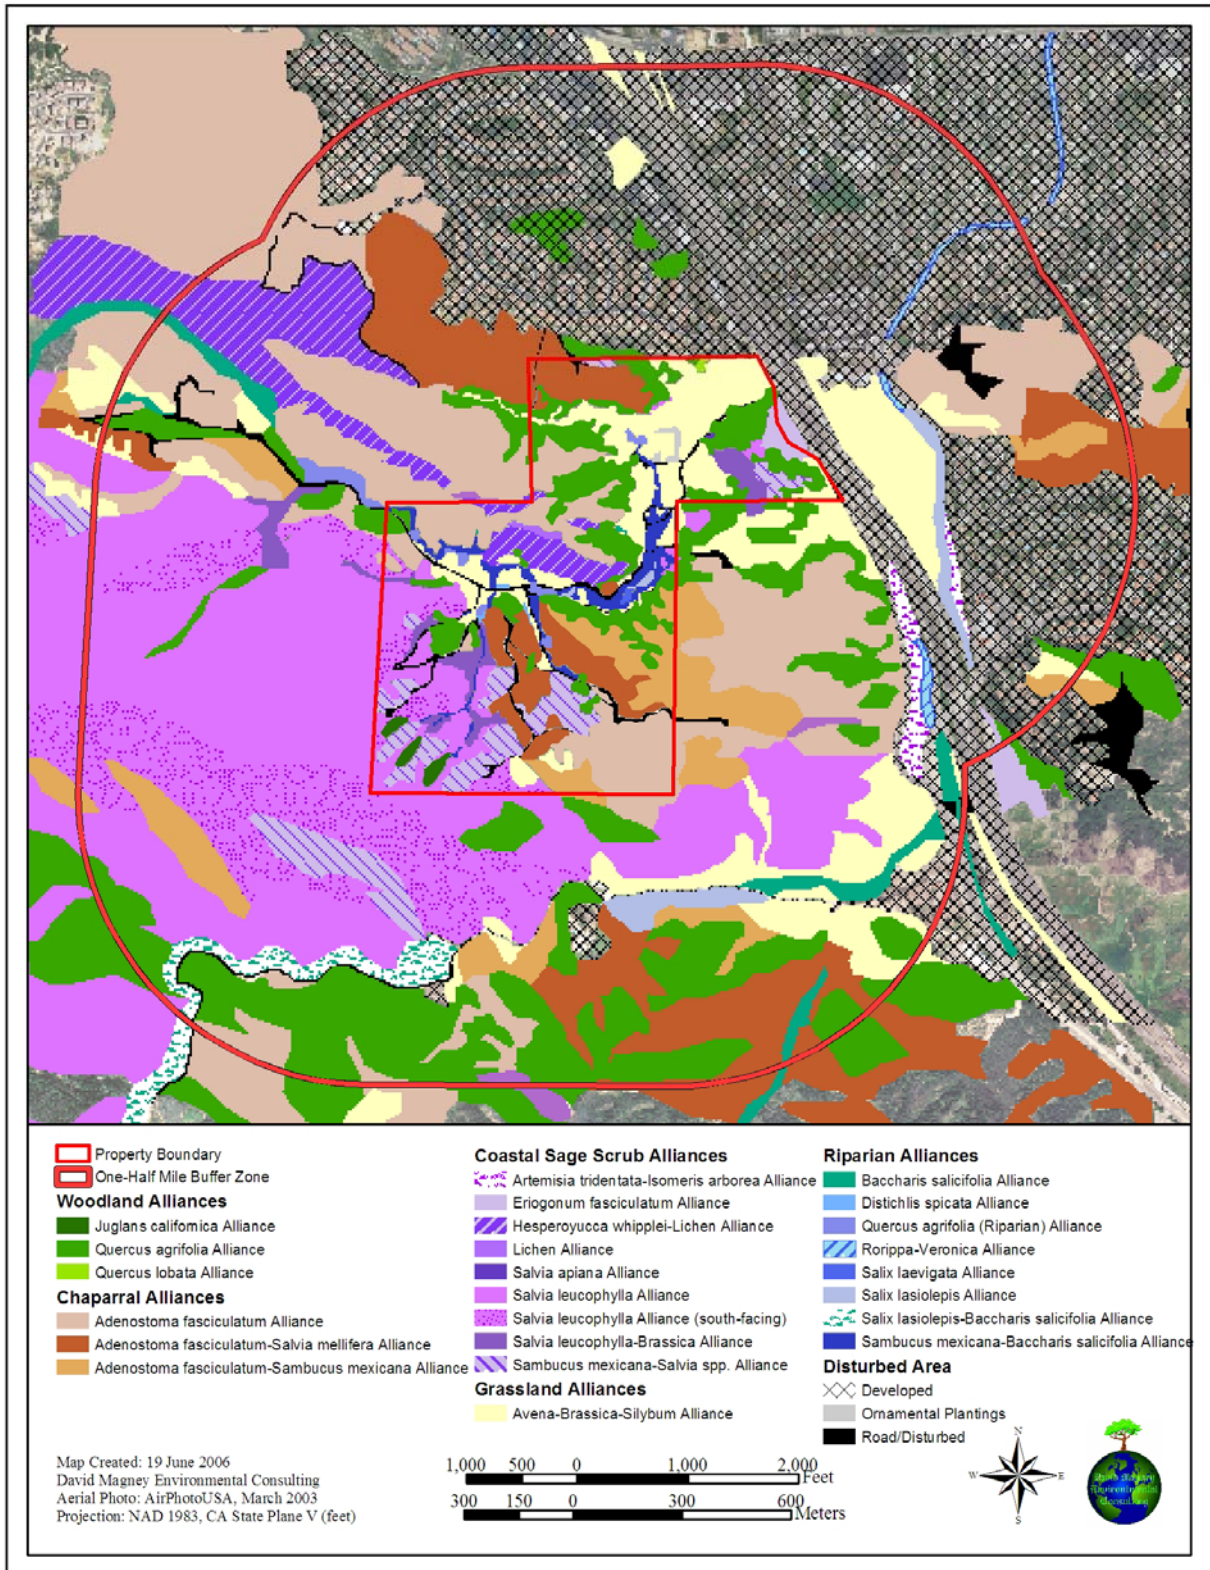 Property Boundary
One-Half Mile Buffer Zone
Woodland Alliances
Juglans californica Alliance
Quercus agrifolia Alliance
Quercus lobata Alliance
Chaparral Alliances
Adenostoma fasciculatum Alliance
Adenostoma fasciculatum-Salvia mellifera Alliance
Adenostoma fasciculatum-Sambucus mexicana Alliance
Coastal Sage Scrub Alliances
Artemisia tridentata-Isomeris arborea Alliance
Eriogonum fasciculatum Alliance
Hesperoyucca whipplei-Lichen Alliance
Lichen Alliance
Salvia apiana Alliance
Salvia leucophylla Alliance
Salvia leucophylla Alliance (south-facing)
Salvia leucophylla-Brassica Alliance
Sambucus mexicana-Salvia spp. Alliance
Grassland Alliances
Avena-Brassica-Silybum Alliance
Riparian Alliances
Baccharis salicifolia Alliance
Distichlis spicata Alliance
Quercus agrifolia (Riparian) Alliance
Rorippa-Veronica Alliance
Salix laevigata Alliance
Salix lasiolepis Alliance
Salix lasiolepis-Baccharis salicifolia Alliance
Sambucus mexicana-Baccharis salicifolia Alliance
Disturbed Area
Developed
Ornamental Plantings
Road/Disturbed
Map Created: 19 June 2006
David Magney Environmental Consulting
Aerial Photo: AirPhotoUSA, March 2003
Projection: NAD 1983, CA State Plane V (feet)
1,000 500 0 1,000 2,000
Feet
300 150 0 300 600
Meters
N
W E
S
David Magney
Environmental
Consulting